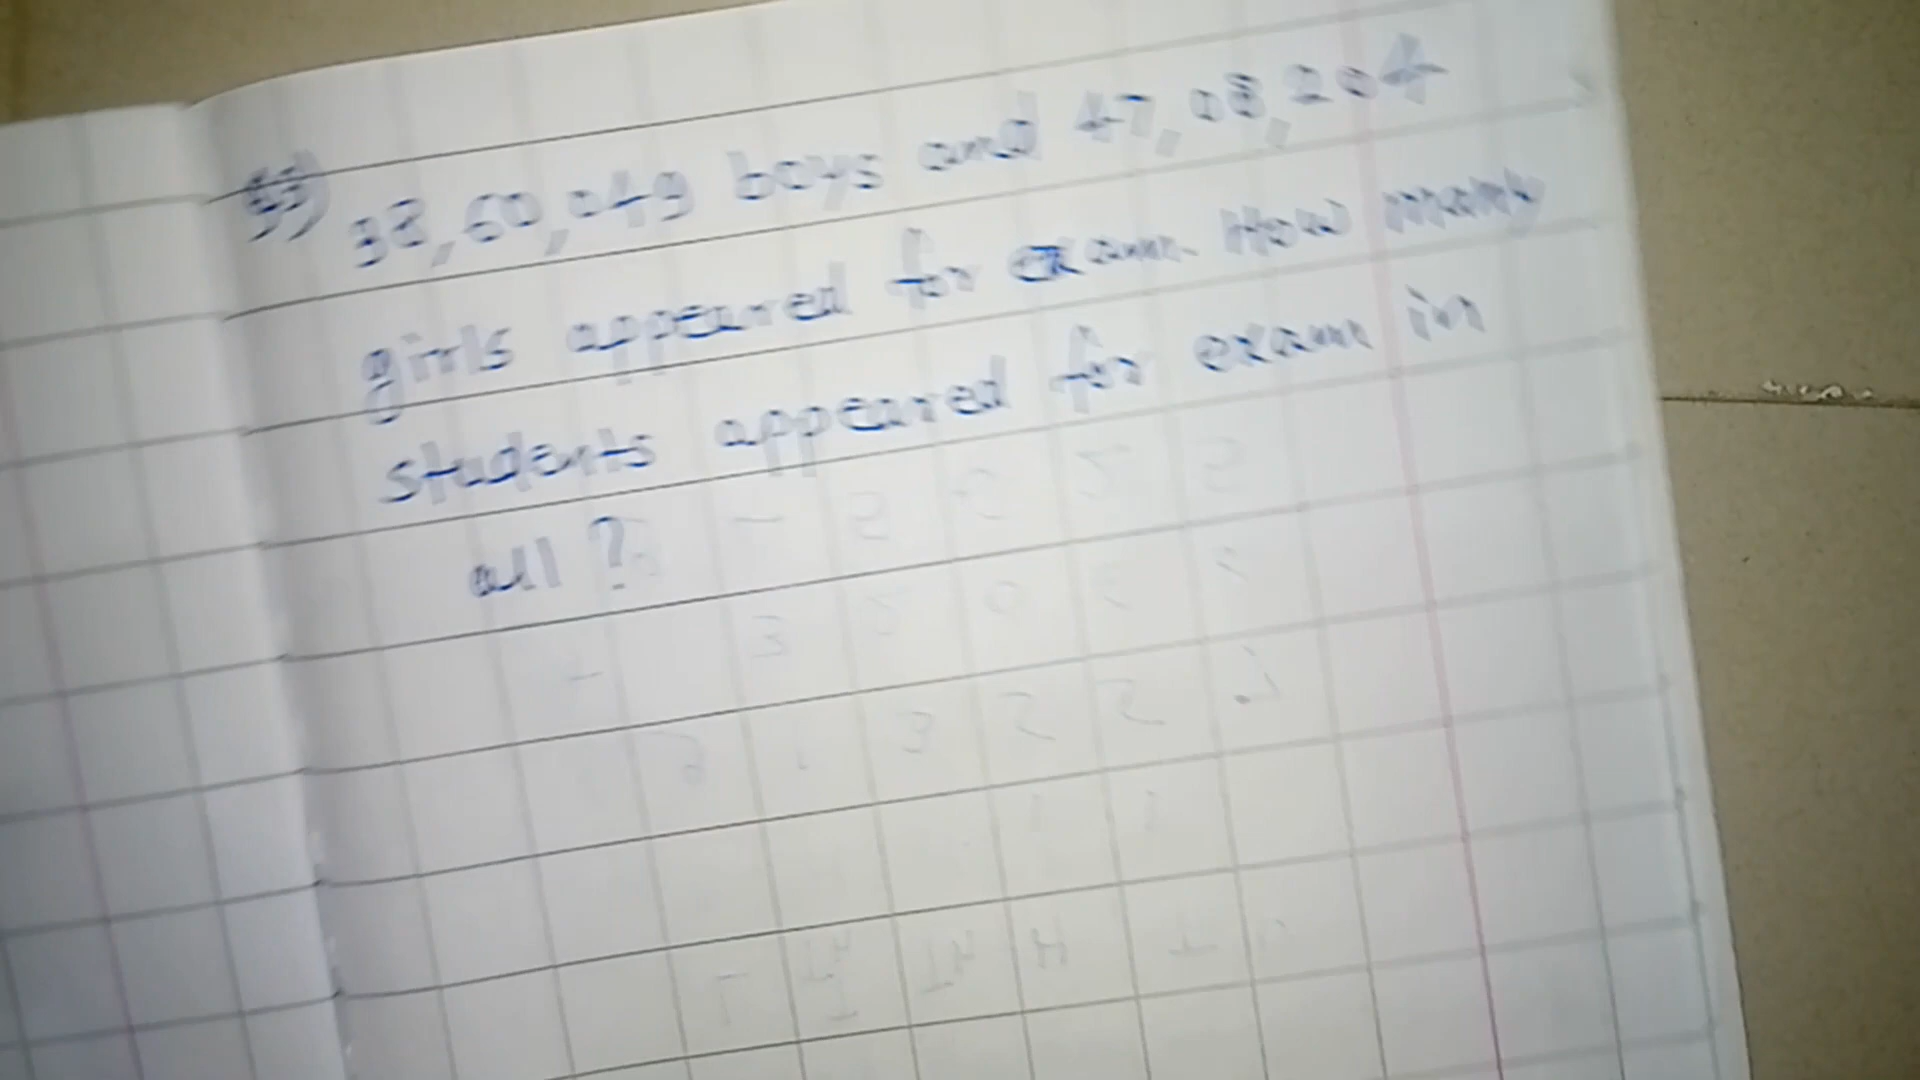 38,60,049 boys and 47,08,204
girls appeared for exam. How many
students appeared for exam in
all?